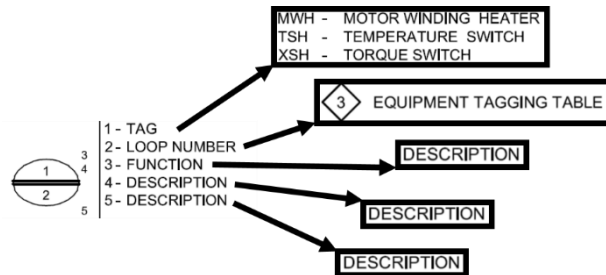 MWH - MOTOR WINDING HEATER
TSH - TEMPERATURE SWITCH
XSH - TORQUE SWITCH
3 EQUIPMENT TAGGING TABLE
1 - TAG
2 - LOOP NUMBER
3 - FUNCTION
4 - DESCRIPTION
5 - DESCRIPTION
1
2
3
4
5
DESCRIPTION
DESCRIPTION
DESCRIPTION